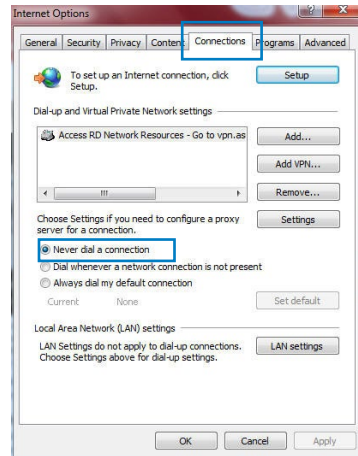 Internet Options
General Security Privacy Content Connections Programs Advanced
To set up an Internet connection, click
Setup.
Setup
Dial-up and Virtual Private Network settings
Access RD Network Resources - Go to vpn.as
Add...
Add VPN...
Remove...
Choose Settings if you need to configure a proxy
server for a connection.
Settings
Never dial a connection
Dial whenever a network connection is not present
Always dial my default connection
Current None
Set default
Local Area Network (LAN) settings
LAN Settings do not apply to dial-up connections.
Choose Settings above for dial-up settings.
LAN settings
OK Cancel Apply